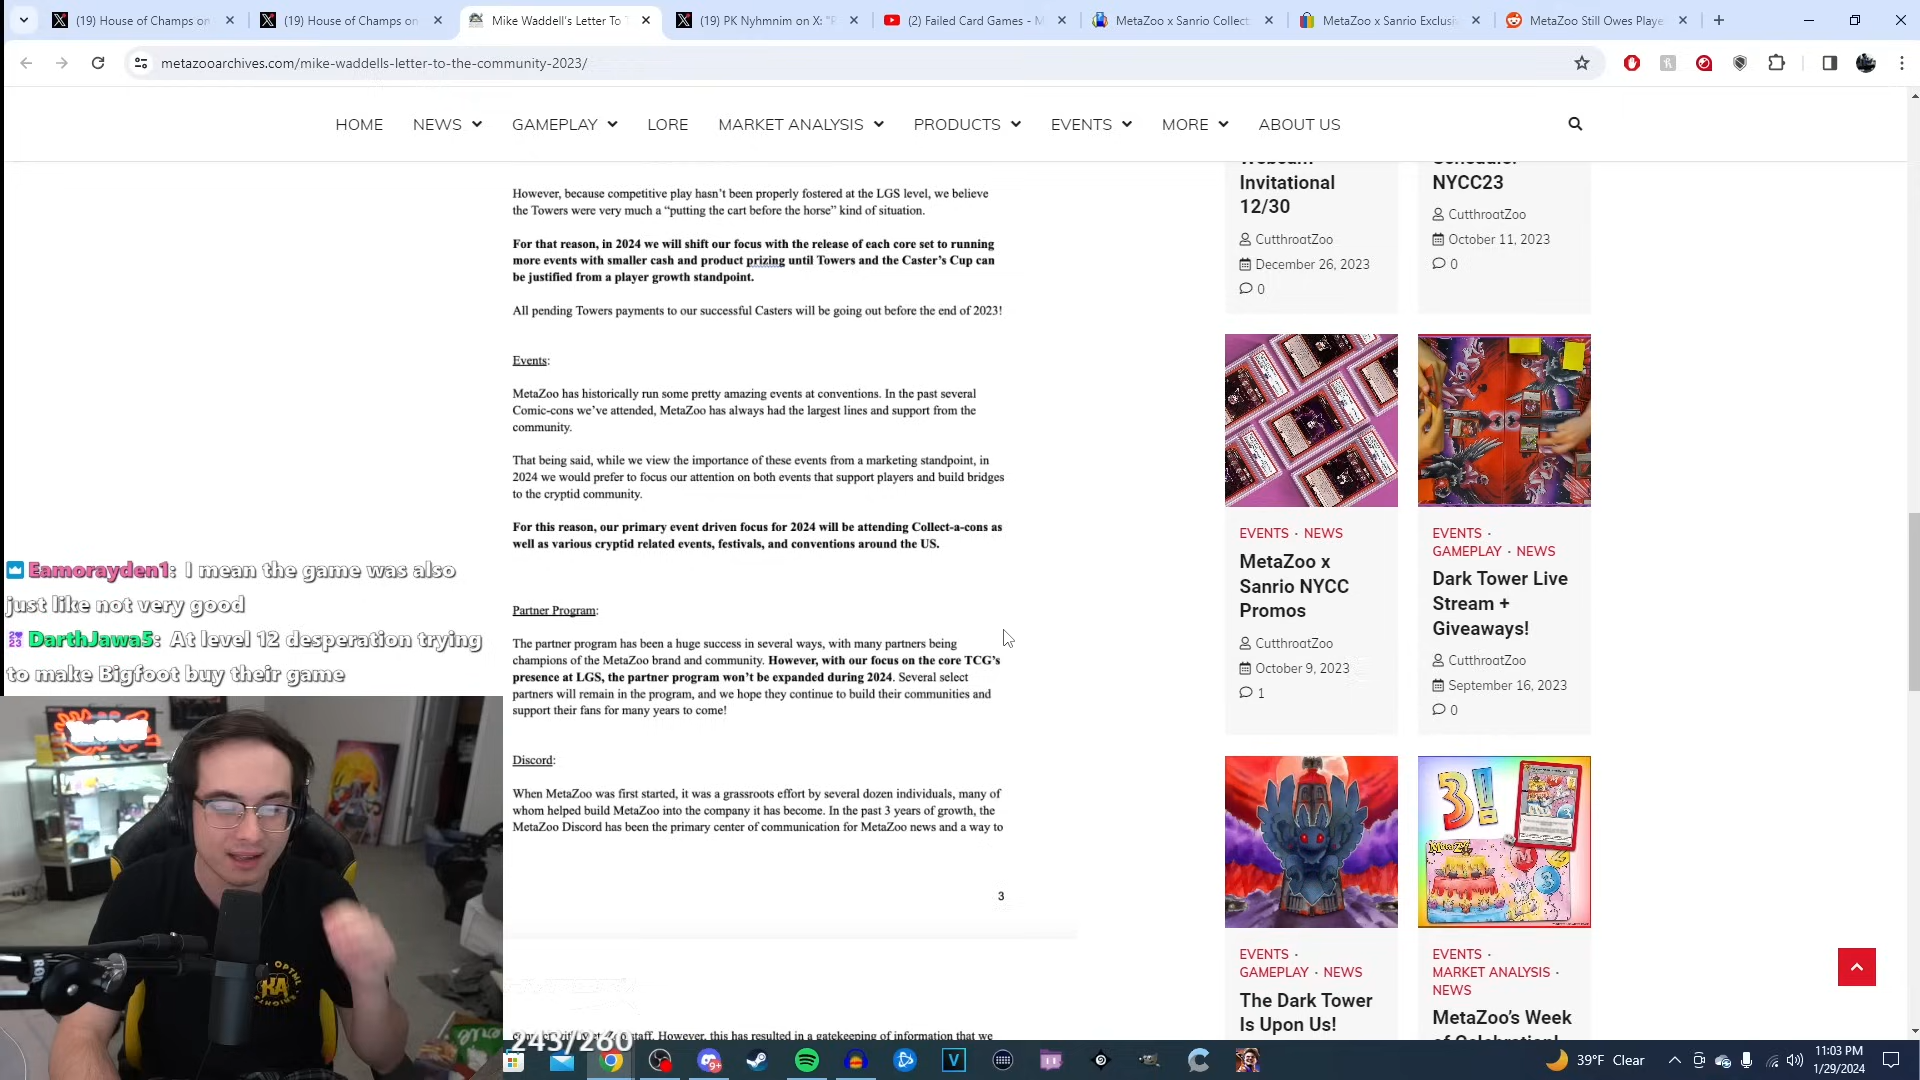 (19) House of Champs on
(19) House of Champs on
Mike Waddell's Letter To
(19) PK Nyhmnim on X: "
(2) Failed Card Games - M
MetaZoo x Sanrio Collect
MetaZoo x Sanrio Exclusiv
MetaZoo Still Owes Playe
metazooarchives.com/mike-waddells-letter-to-the-community-2023/
HOME NEWS GAMEPLAY LORE MARKET ANALYSIS PRODUCTS EVENTS MORE ABOUT US
However, because competitive play hasn't been properly fostered at the LGS level, we believe
the Towers were very much a "putting the cart before the horse" kind of situation.
For that reason, in 2024 we will shift our focus with the release of each core set to running
more events with smaller cash and product prizing until Towers and the Caster's Cup can
be justified from a player growth standpoint.
All pending Towers payments to our successful Casters will be going out before the end of 2023!
Events:
MetaZoo has historically run some pretty amazing events at conventions. In the past several
Comic-cons we've attended, MetaZoo has always had the largest lines and support from the
community.
That being said, while we view the importance of these events from a marketing standpoint, in
2024 we would prefer to focus our attention on both events that support players and build bridges
to the cryptid community.
For this reason, our primary event driven focus for 2024 will be attending Collect-a-cons as
well as various cryptid related events, festivals, and conventions around the US.
Partner Program:
The partner program has been a huge success in several ways, with many partners being
champions of the MetaZoo brand and community. However, with our focus on the core TCG's
presence at LGS, the partner program won't be expanded during 2024. Several select
partners will remain in the program, and we hope they continue to build their communities and
support their fans for many years to come!
Discord:
When MetaZoo was first started, it was a grassroots effort by several dozen individuals, many of
whom helped build MetaZoo into the company it has become. In the past 3 years of growth, the
MetaZoo Discord has been the primary center of communication for MetaZoo news and a way to
3
staff. However, this has resulted in a gatekeeping of information that we
Webcam
Invitational
12/30
CutthroatZoo
December 26, 2023
0
Schedule:
NYCC23
CutthroatZoo
October 11, 2023
0
EVENTS · NEWS
MetaZoo x
Sanrio NYCC
Promos
CutthroatZoo
October 9, 2023
1
EVENTS ·
GAMEPLAY · NEWS
Dark Tower Live
Stream +
Giveaways!
CutthroatZoo
September 16, 2023
0
3!
MetaZoo
EVENTS ·
GAMEPLAY · NEWS
The Dark Tower
Is Upon Us!
EVENTS ·
MARKET ANALYSIS ·
NEWS
MetaZoo's Week
of Celebration!
Eamorayden1: I mean the game was also
just like not very good
DarthJawa5: At level 12 desperation trying
to make Bigfoot buy their game
KA
243/260
9+
V
39°F Clear
11:03 PM
1/29/2024